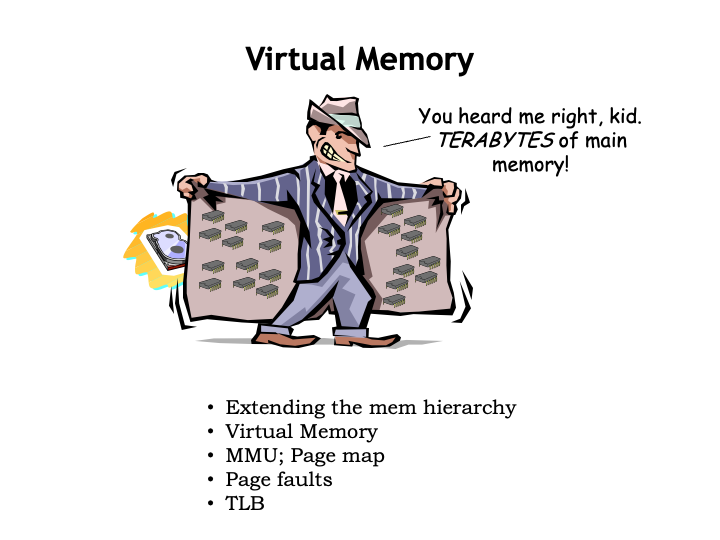 Virtual Memory
You heard me right, kid.
TERABYTES of main
memory!
• Extending the mem hierarchy
• Virtual Memory
• MMU; Page map
• Page faults
• TLB